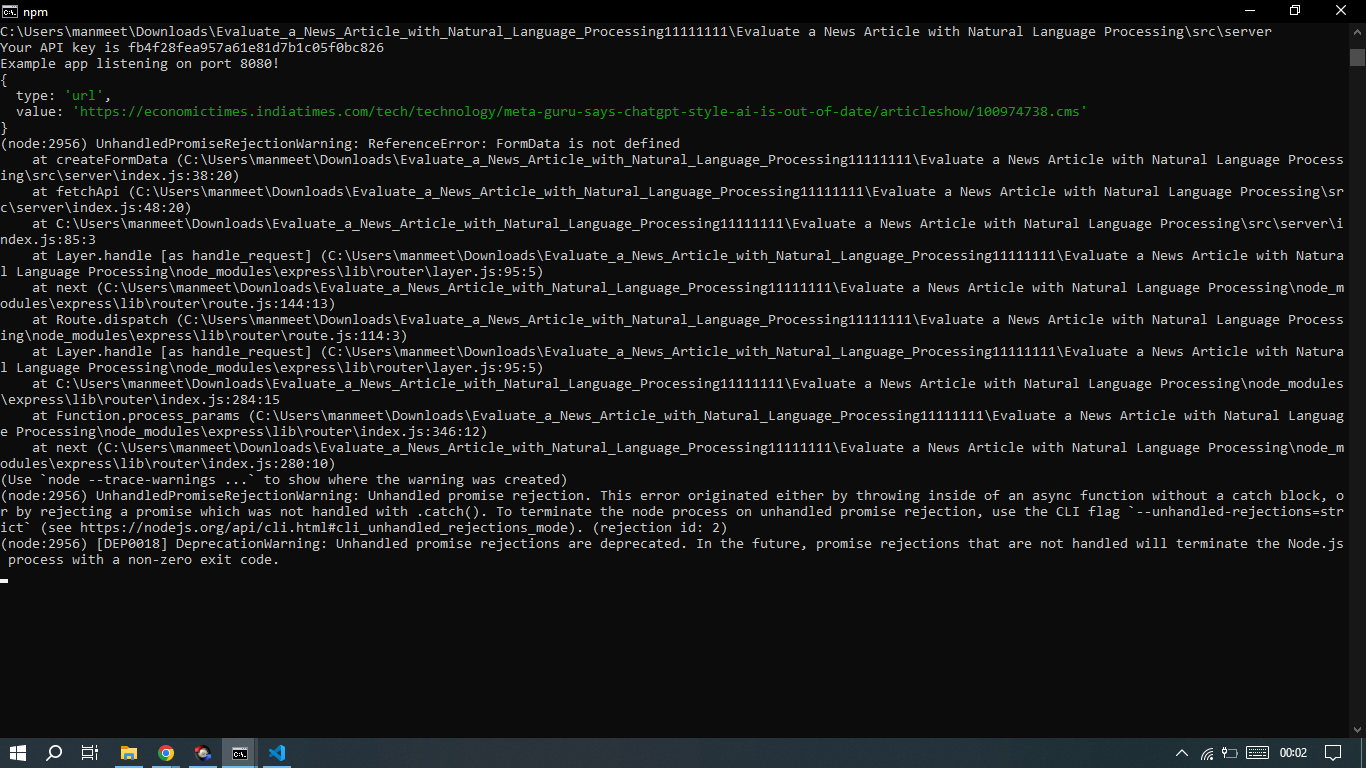 npm
C:\Users\manmeet\Downloads\Evaluate_a_News_Article_with_Natural_Language_Processing11111111\Evaluate a News Article with Natural Language Processing\src\server
Your API key is fb4f28fea957a61e81d7b1c05f0bc826
Example app listening on port 8080!
{
  type: 'url',
  value: 'https://economictimes.indiatimes.com/tech/technology/meta-guru-says-chatgpt-style-ai-is-out-of-date/articleshow/100974738.cms'
}
(node:2956) UnhandledPromiseRejectionWarning: ReferenceError: FormData is not defined
    at createFormData (C:\Users\manmeet\Downloads\Evaluate_a_News_Article_with_Natural_Language_Processing11111111\Evaluate a News Article with Natural Language Process
ing\src\server\index.js:38:20)
    at fetchApi (C:\Users\manmeet\Downloads\Evaluate_a_News_Article_with_Natural_Language_Processing11111111\Evaluate a News Article with Natural Language Processing\sr
c\server\index.js:48:20)
    at C:\Users\manmeet\Downloads\Evaluate_a_News_Article_with_Natural_Language_Processing11111111\Evaluate a News Article with Natural Language Processing\src\server\i
ndex.js:85:3
    at Layer.handle [as handle_request] (C:\Users\manmeet\Downloads\Evaluate_a_News_Article_with_Natural_Language_Processing11111111\Evaluate a News Article with Natura
l Language Processing\node_modules\express\lib\router\layer.js:95:5)
    at next (C:\Users\manmeet\Downloads\Evaluate_a_News_Article_with_Natural_Language_Processing11111111\Evaluate a News Article with Natural Language Processing\node_m
odules\express\lib\router\route.js:144:13)
    at Route.dispatch (C:\Users\manmeet\Downloads\Evaluate_a_News_Article_with_Natural_Language_Processing11111111\Evaluate a News Article with Natural Language Process
ing\node_modules\express\lib\router\route.js:114:3)
    at Layer.handle [as handle_request] (C:\Users\manmeet\Downloads\Evaluate_a_News_Article_with_Natural_Language_Processing11111111\Evaluate a News Article with Natura
l Language Processing\node_modules\express\lib\router\layer.js:95:5)
    at C:\Users\manmeet\Downloads\Evaluate_a_News_Article_with_Natural_Language_Processing11111111\Evaluate a News Article with Natural Language Processing\node_modules
\express\lib\router\index.js:284:15
    at Function.process_params (C:\Users\manmeet\Downloads\Evaluate_a_News_Article_with_Natural_Language_Processing11111111\Evaluate a News Article with Natural Languag
e Processing\node_modules\express\lib\router\index.js:346:12)
    at next (C:\Users\manmeet\Downloads\Evaluate_a_News_Article_with_Natural_Language_Processing11111111\Evaluate a News Article with Natural Language Processing\node_m
odules\express\lib\router\index.js:280:10)
(Use `node --trace-warnings ...` to show where the warning was created)
(node:2956) UnhandledPromiseRejectionWarning: Unhandled promise rejection. This error originated either by throwing inside of an async function without a catch block, o
r by rejecting a promise which was not handled with .catch(). To terminate the node process on unhandled promise rejection, use the CLI flag `--unhandled-rejections=str
ict` (see https://nodejs.org/api/cli.html#cli_unhandled_rejections_mode). (rejection id: 2)
(node:2956) [DEP0018] DeprecationWarning: Unhandled promise rejections are deprecated. In the future, promise rejections that are not handled will terminate the Node.js
 process with a non-zero exit code.
00:02